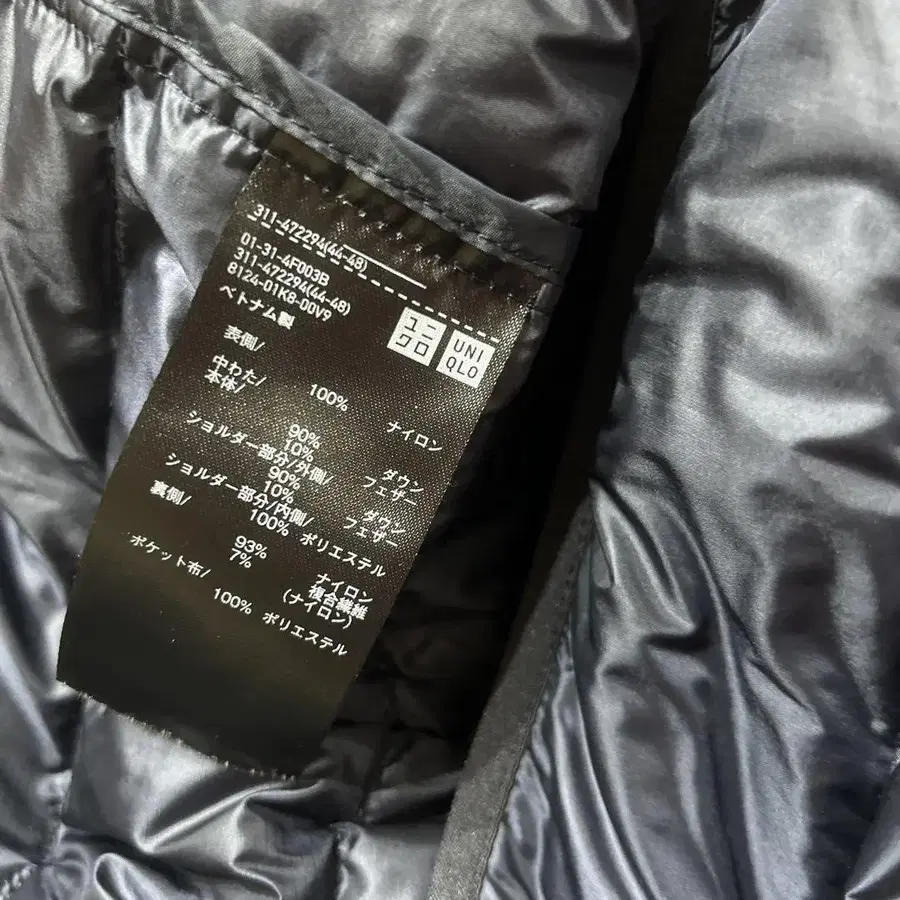 311-472294(44-48)
01-31-4F003B
311-472294(44-48)
8124-01K8-00V9
ベトナム製
ユニ
クロ
UNI
QLO
表側/
100% ナイロン
中わた/
本体/
90% ダウン
10% フェザー
ショルダー部分/外側/
90% ダウン
10% フェザー
ショルダー部分/内側/
100% ポリエステル
裏側/
93% ナイロン
7% 複合繊維
(ナイロン)
ポケット布/
100% ポリエステル